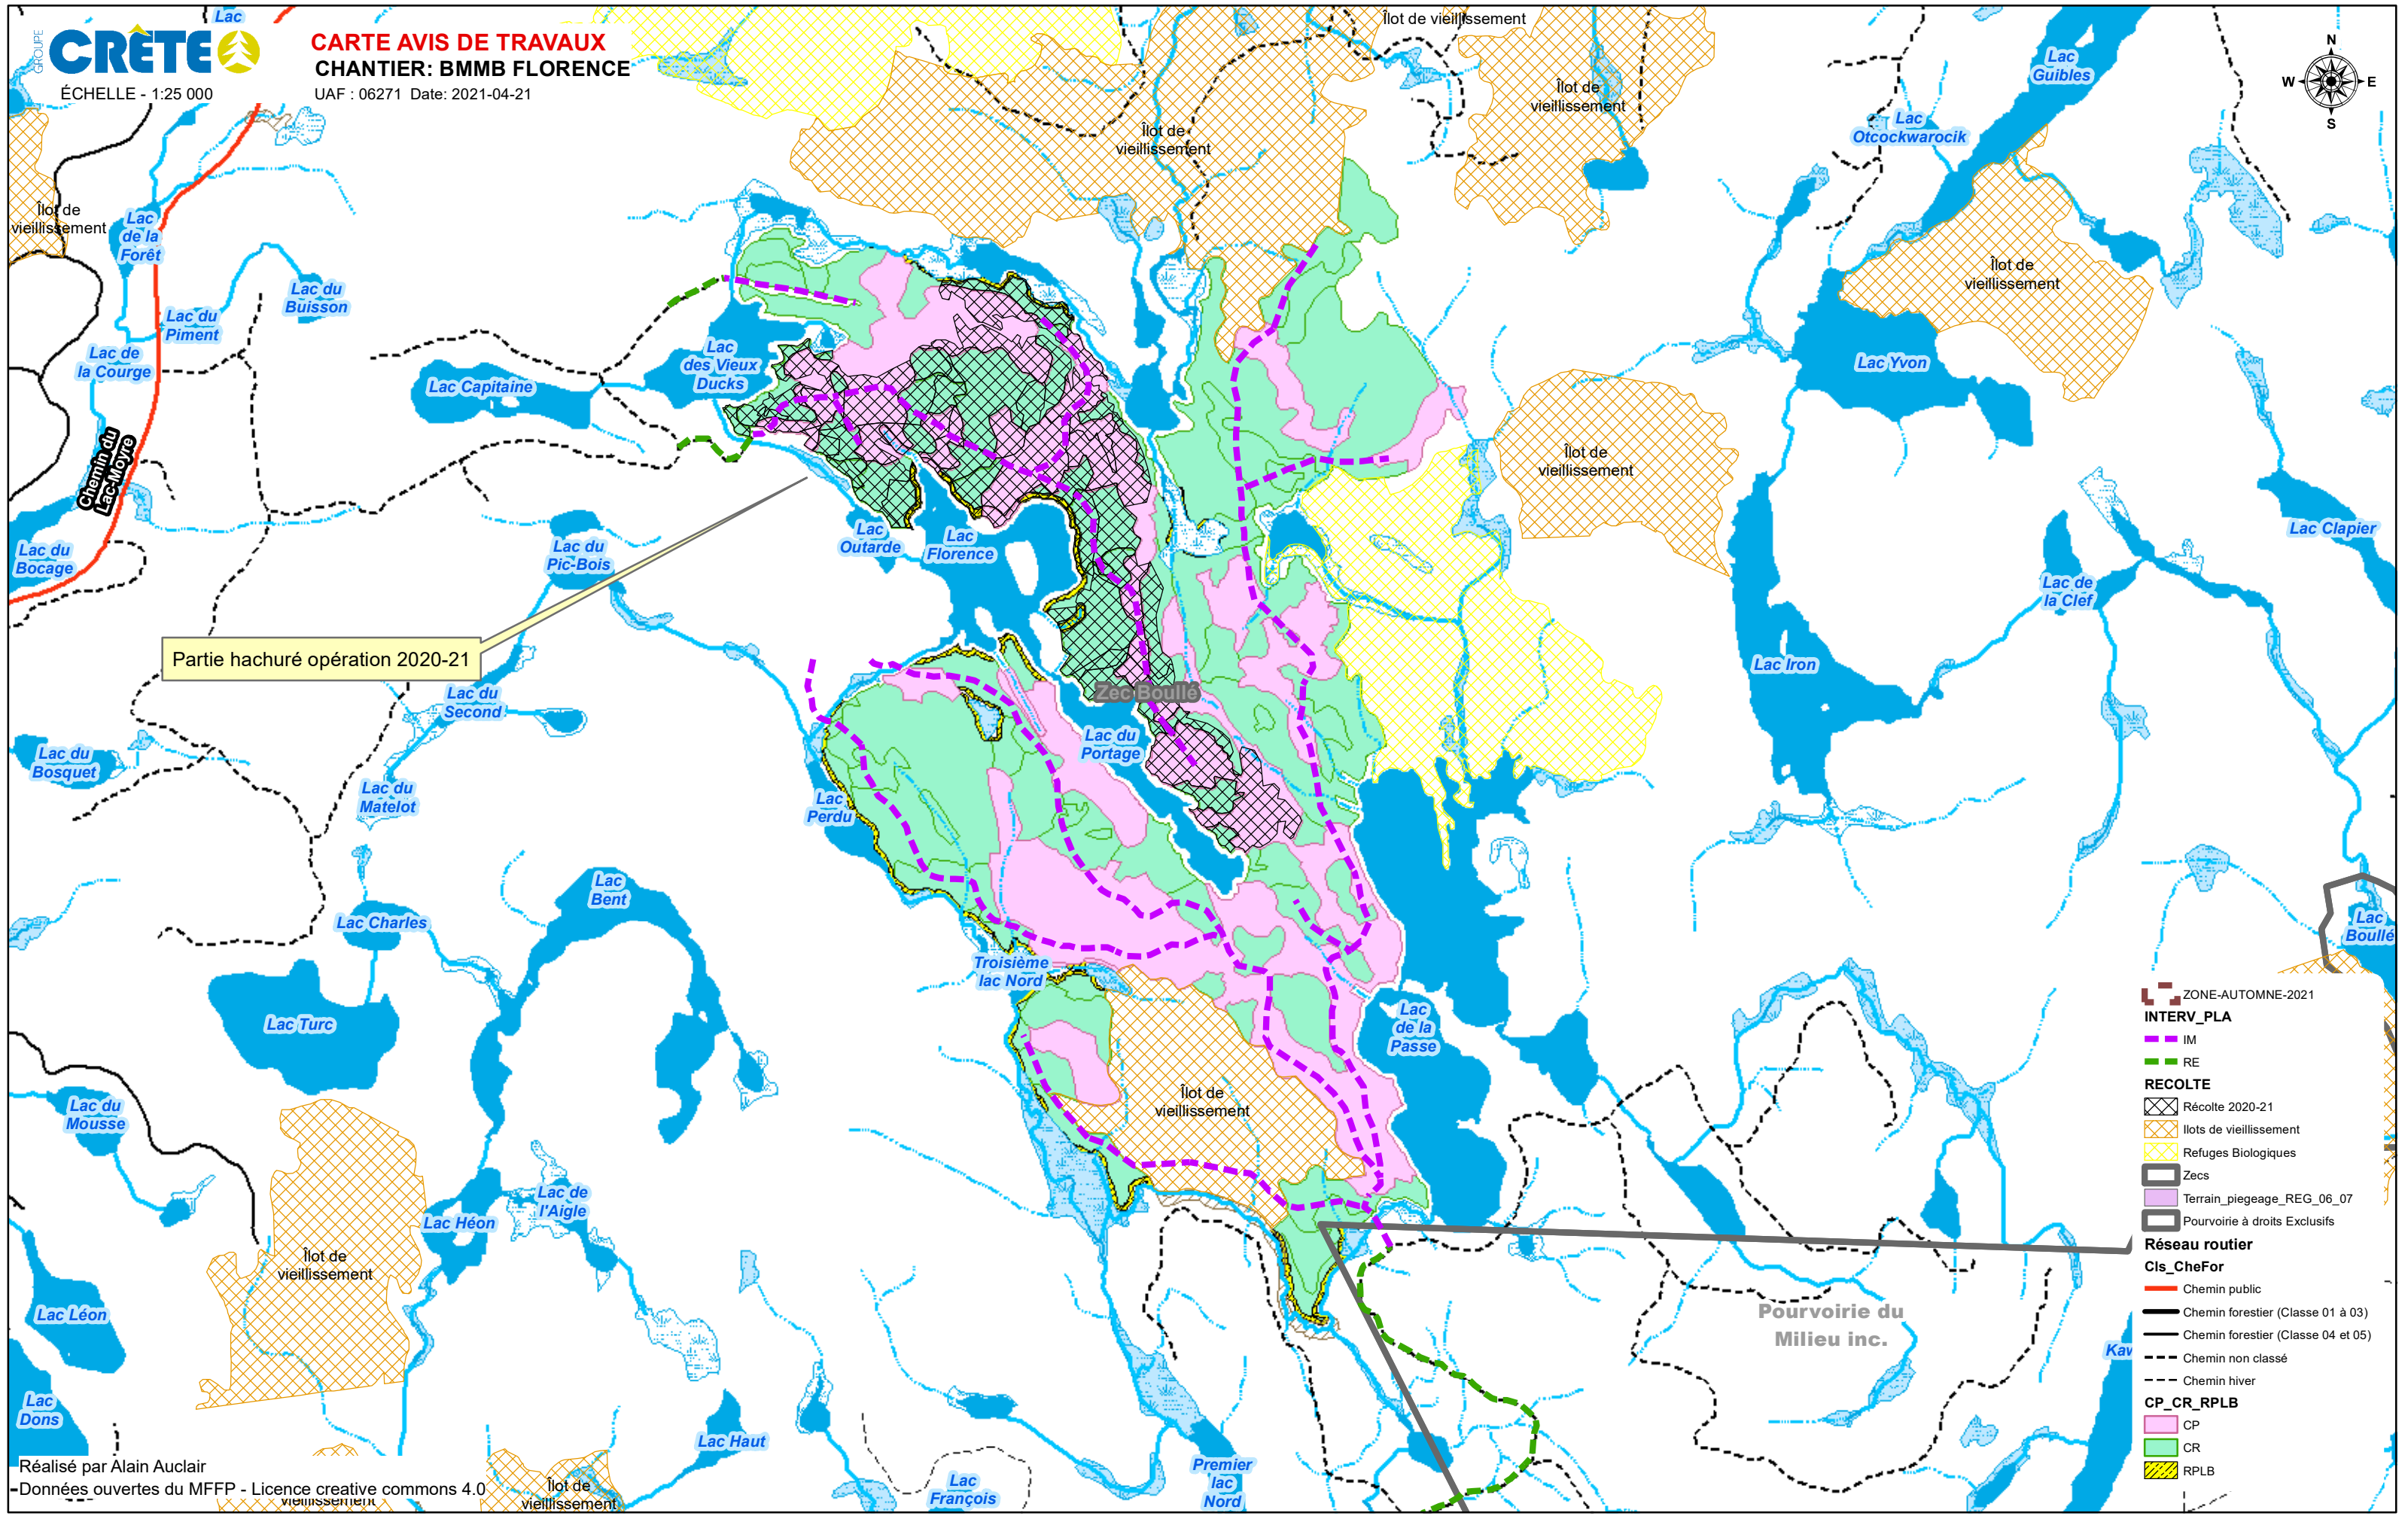 GROUPE
CRÊTE
ÉCHELLE - 1:25 000
CARTE AVIS DE TRAVAUX
CHANTIER: BMMB FLORENCE
UAF : 06271 Date: 2021-04-21
Lac
Îlot de vieillissement
Îlot de
vieillissement
Îlot de
vieillissement
Lac
Guibles
Lac
Otcockwarocik
N
W
E
S
Îlot de
vieillissement
Lac
de la
Forêt
Lac du
Buisson
Lac du
Piment
Lac de
la Courge
Îlot de
vieillissement
Lac
des Vieux
Ducks
Lac Capitaine
Lac Yvon
Chemin du
Lac-Moyre
Îlot de
vieillissement
Lac Clapier
Lac du
Bocage
Lac du
Pic-Bois
Lac
Outarde
Lac
Florence
Lac de
la Clef
Partie hachuré opération 2020-21
Lac Iron
Zec Boullé
Lac du
Second
Lac du
Portage
Lac du
Bosquet
Lac du
Matelot
Lac
Perdu
Lac
Bent
Lac Charles
Lac
Boullé
Troisième
lac Nord
Lac Turc
Lac
de la
Passe
Îlot de
vieillissement
Lac du
Mousse
Lac de
l'Aigle
Lac Héon
Îlot de
vieillissement
Lac Léon
Pourvoirie du
Milieu inc.
Kaw
Lac
Dons
Lac Haut
Premier
lac
Nord
Lac
François
Îlot de
vieillissement
vieillissement
Réalisé par Alain Auclair
Données ouvertes du MFFP - Licence creative commons 4.0
ZONE-AUTOMNE-2021
INTERV_PLA
IM
RE
RECOLTE
Récolte 2020-21
Ilots de vieillissement
Refuges Biologiques
Zecs
Terrain_piegeage_REG_06_07
Pourvoirie à droits Exclusifs
Réseau routier
Cls_CheFor
Chemin public
Chemin forestier (Classe 01 à 03)
Chemin forestier (Classe 04 et 05)
Chemin non classé
Chemin hiver
CP_CR_RPLB
CP
CR
RPLB